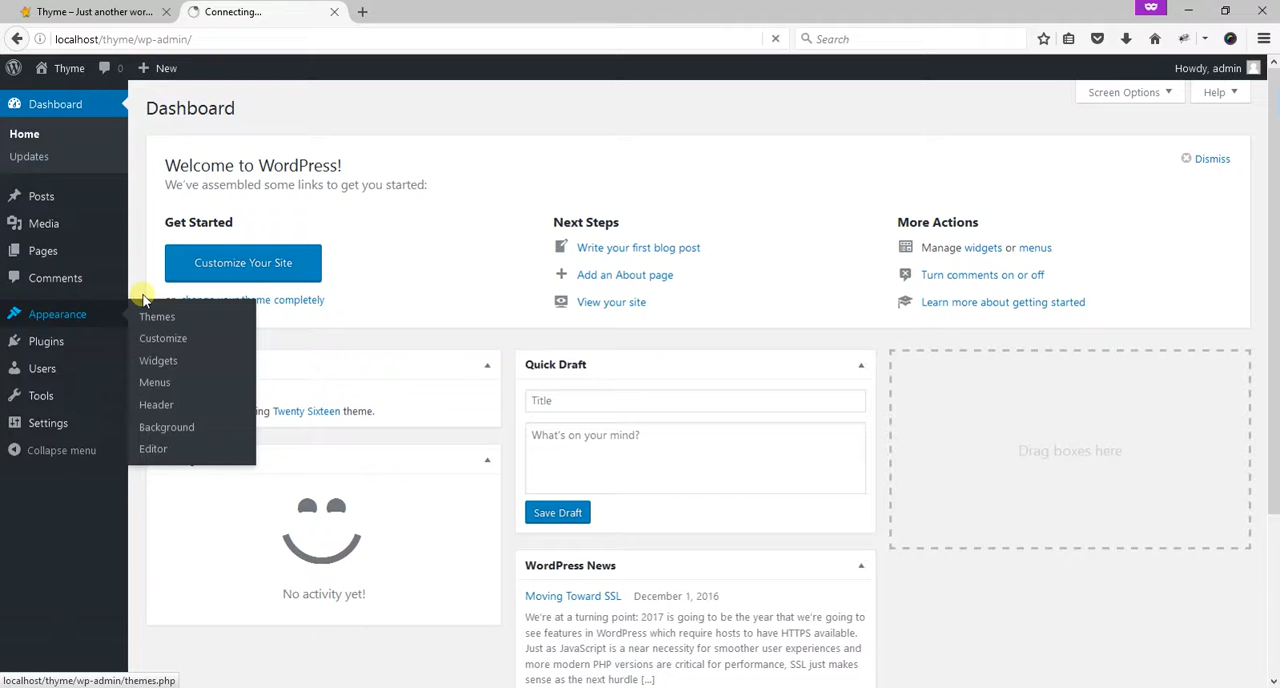 Thyme – Just another wor...
Connecting...
localhost/thyme/wp-admin/
Search
Thyme
0
New
Howdy, admin
Dashboard
Home
Updates
Posts
Media
Pages
Comments
Appearance
Plugins
Users
Tools
Settings
Collapse menu
Themes
Customize
Widgets
Menus
Header
Background
Editor
Dashboard
Screen Options
Help
Welcome to WordPress!
We've assembled some links to get you started:
Dismiss
Get Started
Customize Your Site
or, change your theme completely
Next Steps
Write your first blog post
Add an About page
View your site
More Actions
Manage widgets or menus
Turn comments on or off
Learn more about getting started
ing Twenty Sixteen theme.
No activity yet!
Quick Draft
Title
What's on your mind?
Save Draft
WordPress News
Moving Toward SSL December 1, 2016
We're at a turning point: 2017 is going to be the year that we're going to
see features in WordPress which require hosts to have HTTPS available.
Just as JavaScript is a near necessity for smoother user experiences and
more modern PHP versions are critical for performance, SSL just makes
sense as the next hurdle [...]
Drag boxes here
localhost/thyme/wp-admin/themes.php